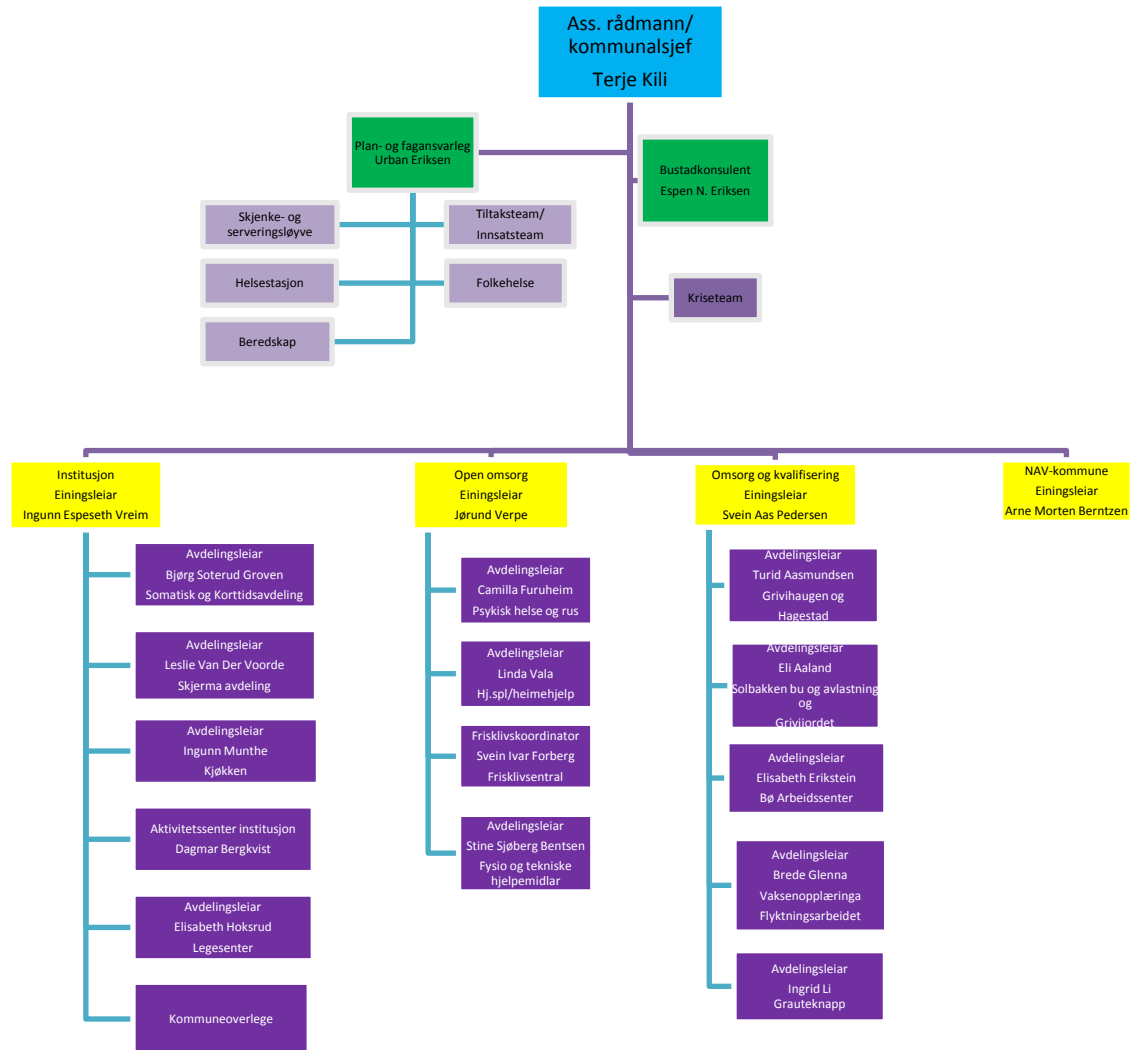 Ass. rådmann/
kommunalsjef
Terje Kili
Plan- og fagansvarleg
Urban Eriksen
Bustadkonsulent
Espen N. Eriksen
Skjenke- og
serveringsløyve
Tiltaksteam/
Innsatsteam
Helsestasjon
Folkehelse
Kriseteam
Beredskap
Institusjon
Einingsleiar
Ingunn Espeseth Vreim
Open omsorg
Einingsleiar
Jørund Verpe
Omsorg og kvalifisering
Einingsleiar
Svein Aas Pedersen
NAV-kommune
Einingsleiar
Arne Morten Berntzen
Avdelingsleiar
Bjørg Soterud Groven
Somatisk og Korttidsavdeling
Avdelingsleiar
Leslie Van Der Voorde
Skjerma avdeling
Avdelingsleiar
Ingunn Munthe
Kjøkken
Aktivitetssenter institusjon
Dagmar Bergkvist
Avdelingsleiar
Elisabeth Hoksrud
Legesenter
Kommuneoverlege
Avdelingsleiar
Camilla Furuheim
Psykisk helse og rus
Avdelingsleiar
Linda Vala
Hj.spl/heimehjelp
Frisklivskoordinator
Svein Ivar Forberg
Frisklivsentral
Avdelingsleiar
Stine Sjøberg Bentsen
Fysio og tekniske
hjelpemidlar
Avdelingsleiar
Turid Aasmundsen
Grivihaugen og
Hagestad
Avdelingsleiar
Eli Aaland
Solbakken bu og avlastning
og
Grivijordet
Avdelingsleiar
Elisabeth Erikstein
Bø Arbeidssenter
Avdelingsleiar
Brede Glenna
Vaksenopplæringa
Flyktningsarbeidet
Avdelingsleiar
Ingrid Li
Grauteknapp